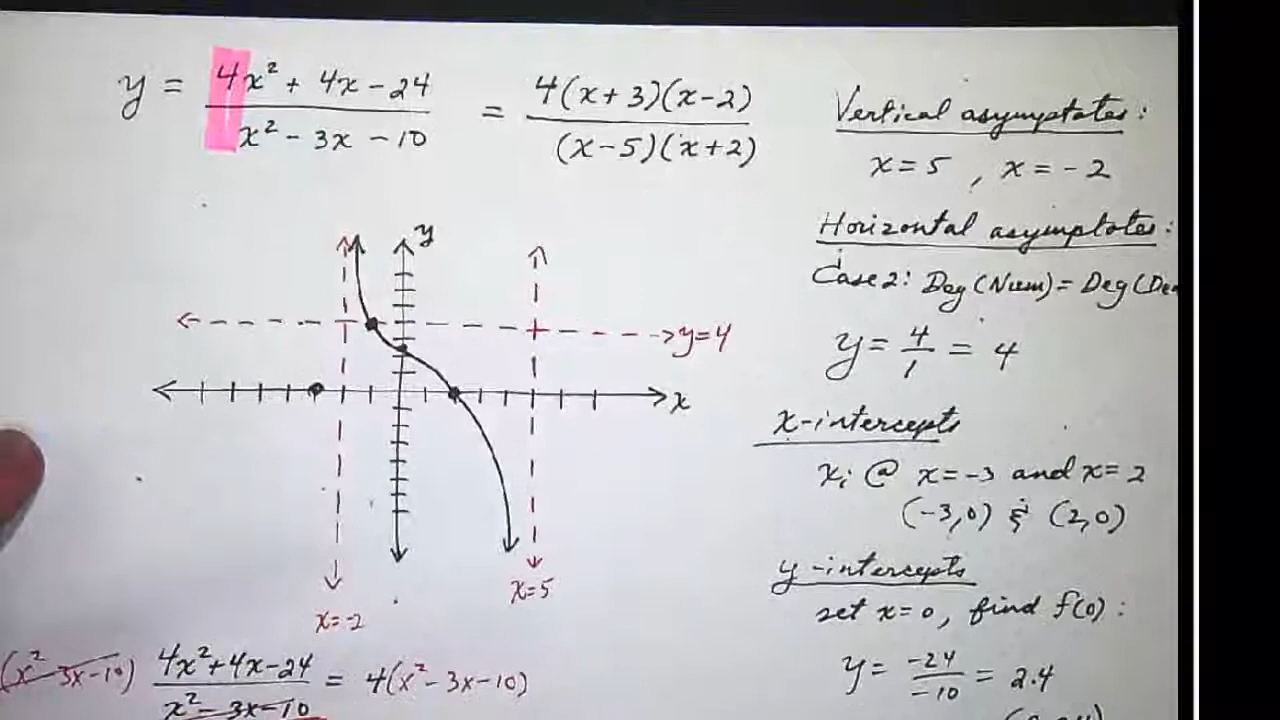 y = 4x² + 4x - 24 / x² - 3x - 10 = 4(x+3)(x-2) / (x-5)(x+2)
Vertical asymptotes:
x = 5 , x = -2
Horizontal asymptotes:
Case 2: Deg (Num) = Deg (De
y = 4/1 = 4
x-intercepts
xᵢ @ x = -3 and x = 2
(-3,0) & (2,0)
y-intercepts
set x=0, find f(0):
y = -24/-10 = 2.4
y
y=4
x
x=5
x=-2
(x² - 3x - 10) 4x²+4x-24 / x² - 3x - 10 = 4(x² - 3x - 10)